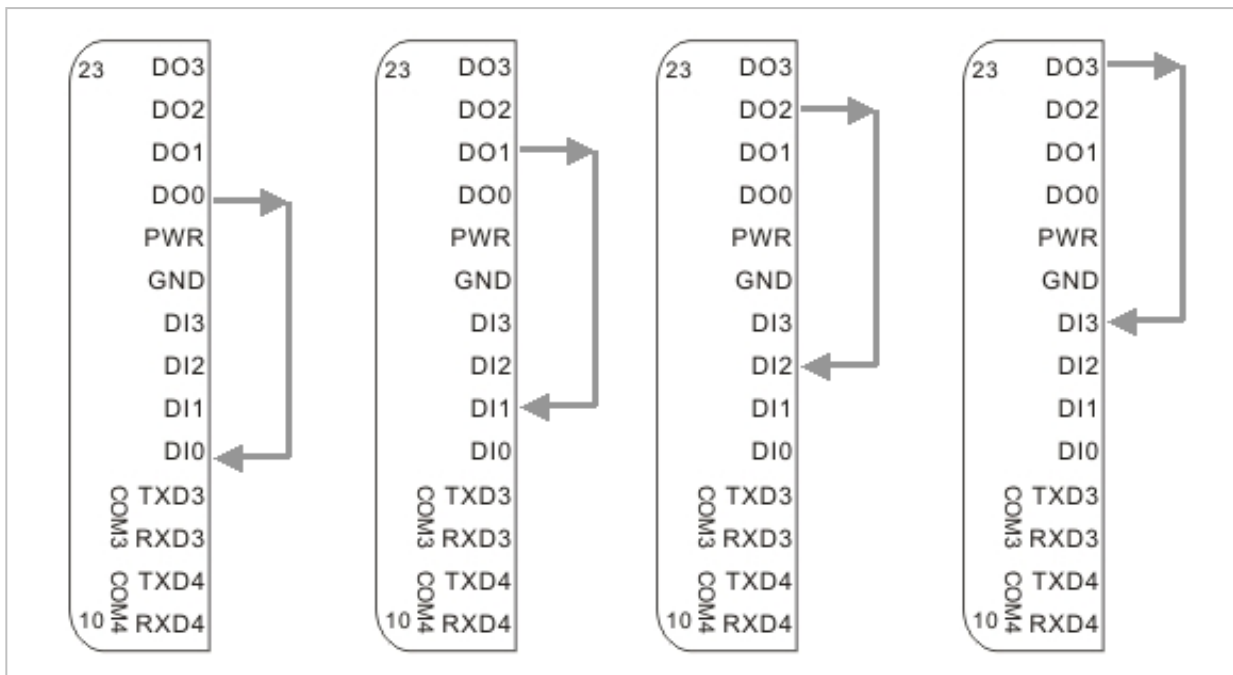 23 DO3
DO2
DO1
DO0
PWR
GND
DI3
DI2
DI1
DI0
COM3 TXD3
RXD3
COM4 TXD4
10 RXD4
23 DO3
DO2
DO1
DO0
PWR
GND
DI3
DI2
DI1
DI0
COM3 TXD3
RXD3
COM4 TXD4
10 RXD4
23 DO3
DO2
DO1
DO0
PWR
GND
DI3
DI2
DI1
DI0
COM3 TXD3
RXD3
COM4 TXD4
10 RXD4
23 DO3
DO2
DO1
DO0
PWR
GND
DI3
DI2
DI1
DI0
COM3 TXD3
RXD3
COM4 TXD4
10 RXD4